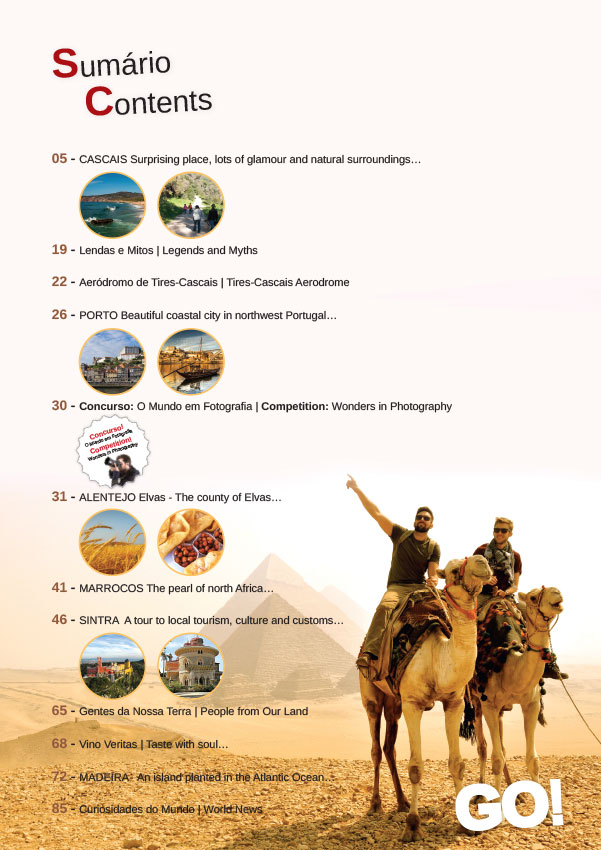 Sumário
Contents
05 - CASCAIS Surprising place, lots of glamour and natural surroundings...
19 - Lendas e Mitos | Legends and Myths
22 - Aeródromo de Tires-Cascais | Tires-Cascais Aerodrome
26 - PORTO Beautiful coastal city in northwest Portugal...
30 - Concurso: O Mundo em Fotografia | Competition: Wonders in Photography
Concurso!
O Mundo em Fotografia
Competition!
Wonders in Photography
31 - ALENTEJO Elvas - The county of Elvas...
41 - MARROCOS The pearl of north Africa...
46 - SINTRA A tour to local tourism, culture and customs...
65 - Gentes da Nossa Terra | People from Our Land
68 - Vino Veritas | Taste with soul...
72 - MADEIRA - An island planted in the Atlantic Ocean...
85 - Curiosidades do Mundo | World News
GO!